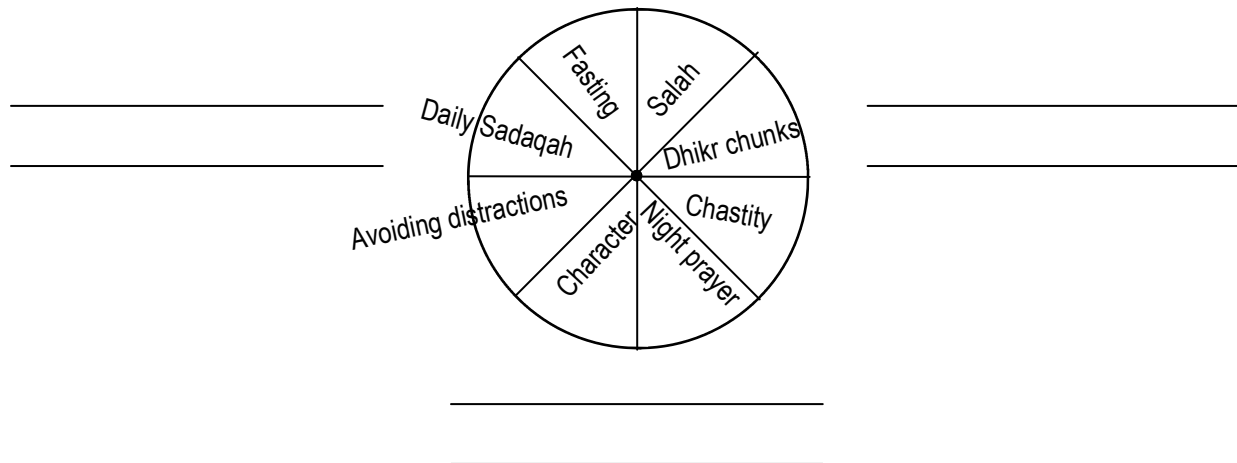 Fasting
Salah
Daily Sadaqah
Dhikr chunks
Avoiding distractions
Chastity
Character
Night prayer